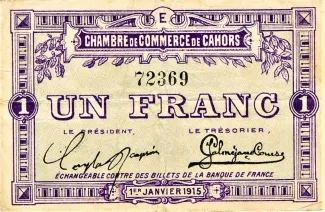 E
CHAMBRE DE COMMERCE DE CAHORS
72369
1 UN FRANC 1
LE PRÉSIDENT, LE TRÉSORIER,
ÉCHANGEABLE CONTRE DES BILLETS DE LA BANQUE DE FRANCE
1ER JANVIER 1915